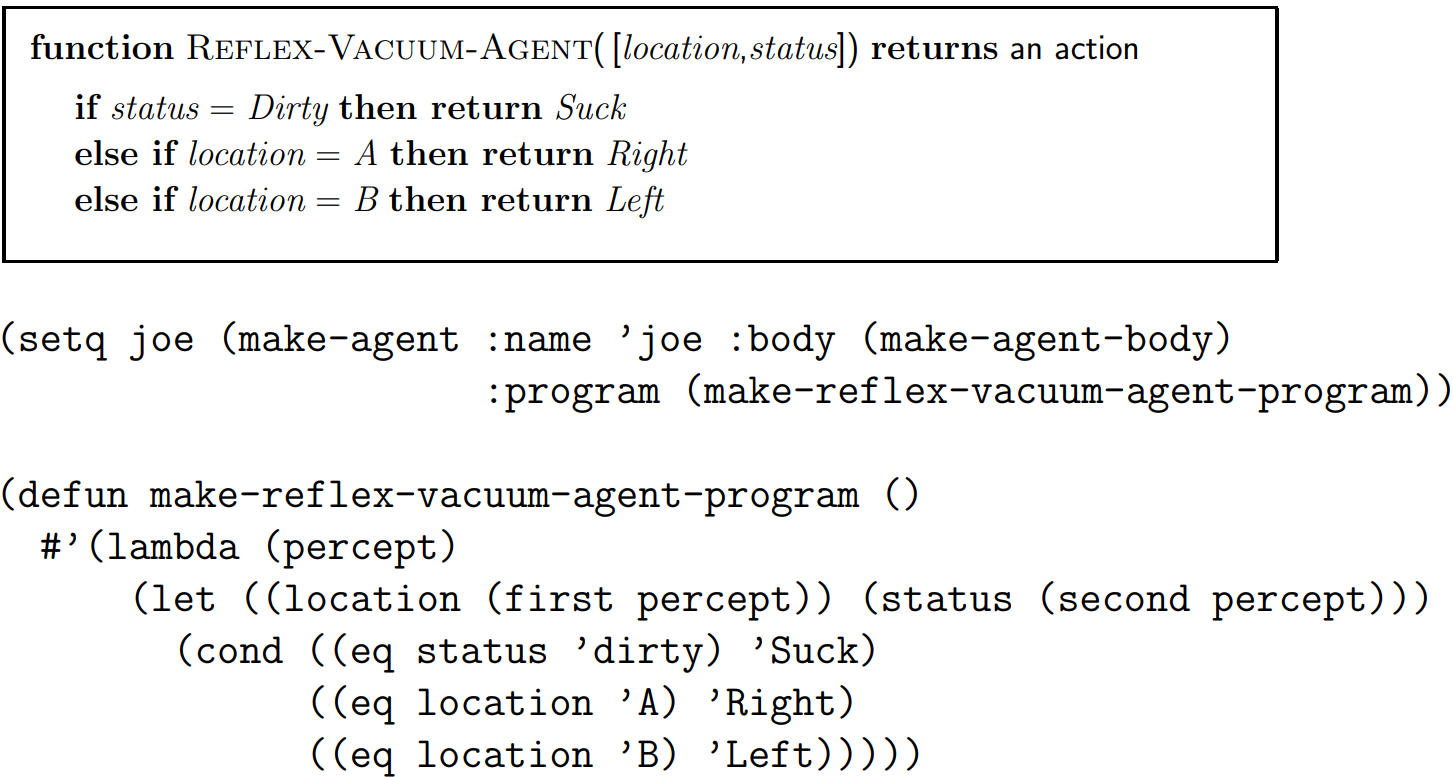 function REFLEX-VACUUM-AGENT( [location,status]) returns an action
if status = Dirty then return Suck
else if location = A then return Right
else if location = B then return Left
(setq joe (make-agent :name ’joe :body (make-agent-body)
:program (make-reflex-vacuum-agent-program))
(defun make-reflex-vacuum-agent-program ()
#’(lambda (percept)
(let ((location (first percept)) (status (second percept)))
(cond ((eq status ’dirty) ’Suck)
((eq location ’A) ’Right)
((eq location ’B) ’Left)))))